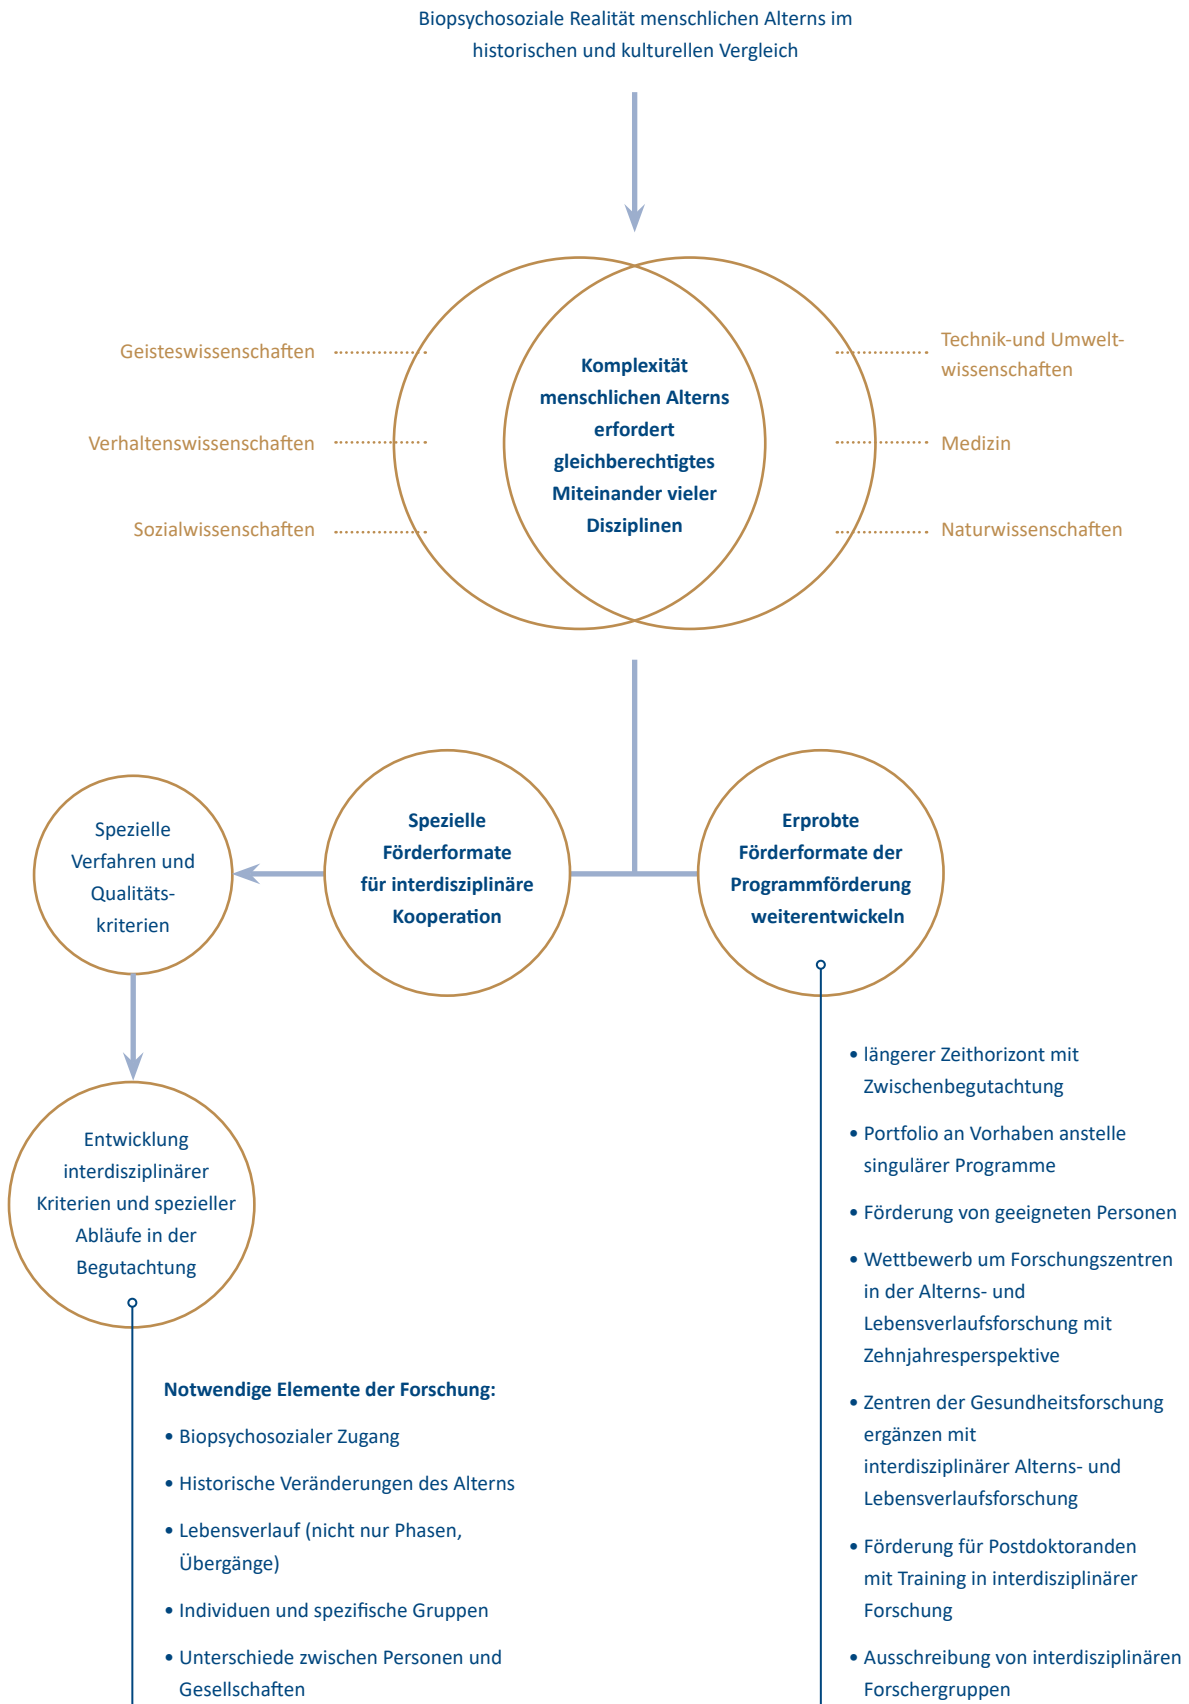 Biopsychosoziale Realität menschlichen Alterns im
historischen und kulturellen Vergleich
Geisteswissenschaften
Verhaltenswissenschaften
Sozialwissenschaften
Komplexität
menschlichen Alterns
erfordert
gleichberechtigtes
Miteinander vieler
Disziplinen
Technik-und Umwelt-
wissenschaften
Medizin
Naturwissenschaften
Spezielle
Verfahren und
Qualitäts-
kriterien
Spezielle
Förderformate
für interdisziplinäre
Kooperation
Erprobte
Förderformate der
Programmförderung
weiterentwickeln
Entwicklung
interdisziplinärer
Kriterien und spezieller
Abläufe in der
Begutachtung
Notwendige Elemente der Forschung:
• Biopsychosozialer Zugang
• Historische Veränderungen des Alterns
• Lebensverlauf (nicht nur Phasen,
Übergänge)
• Individuen und spezifische Gruppen
• Unterschiede zwischen Personen und
Gesellschaften
• längerer Zeithorizont mit
Zwischenbegutachtung
• Portfolio an Vorhaben anstelle
singulärer Programme
• Förderung von geeigneten Personen
• Wettbewerb um Forschungszentren
in der Alterns- und
Lebensverlaufsforschung mit
Zehnjahresperspektive
• Zentren der Gesundheitsforschung
ergänzen mit
interdisziplinärer Alterns- und
Lebensverlaufsforschung
• Förderung für Postdoktoranden
mit Training in interdisziplinärer
Forschung
• Ausschreibung von interdisziplinären
Forschergruppen